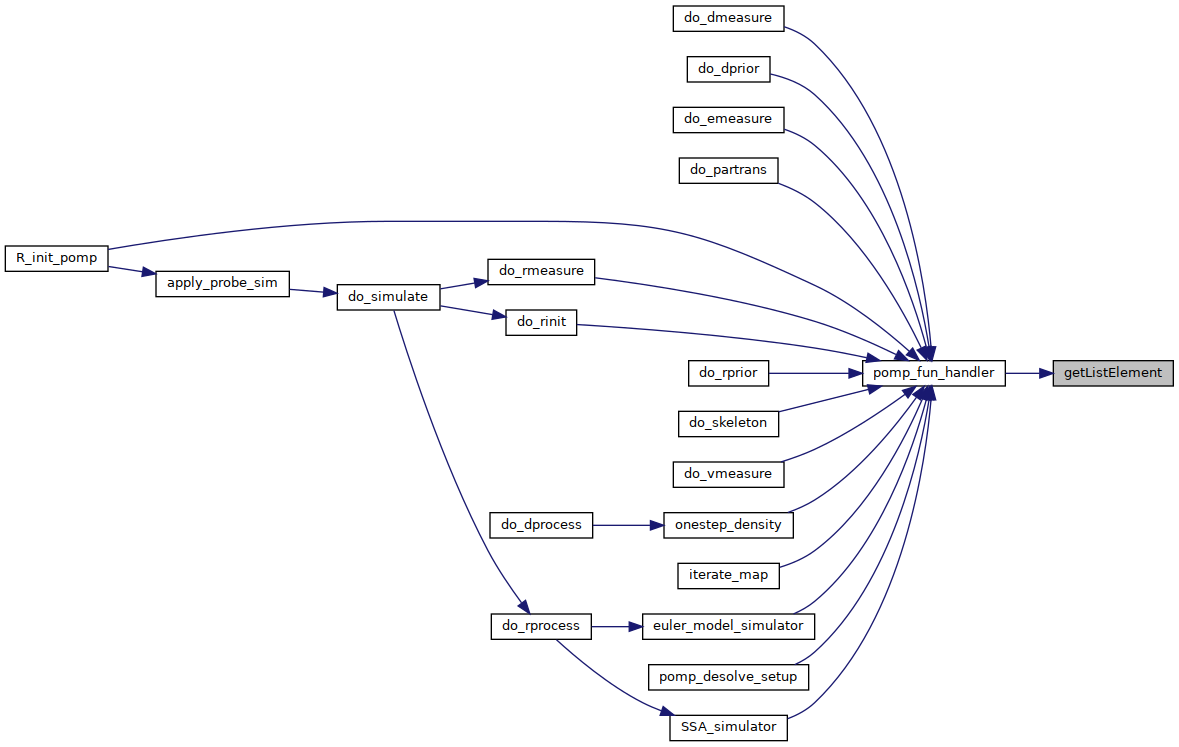 do_dmeasure
do_dprior
do_emeasure
do_partrans
R_init_pomp
do_rmeasure
apply_probe_sim
do_simulate
do_rinit
do_rprior
pomp_fun_handler
getListElement
do_skeleton
do_vmeasure
do_dprocess
onestep_density
iterate_map
do_rprocess
euler_model_simulator
pomp_desolve_setup
SSA_simulator